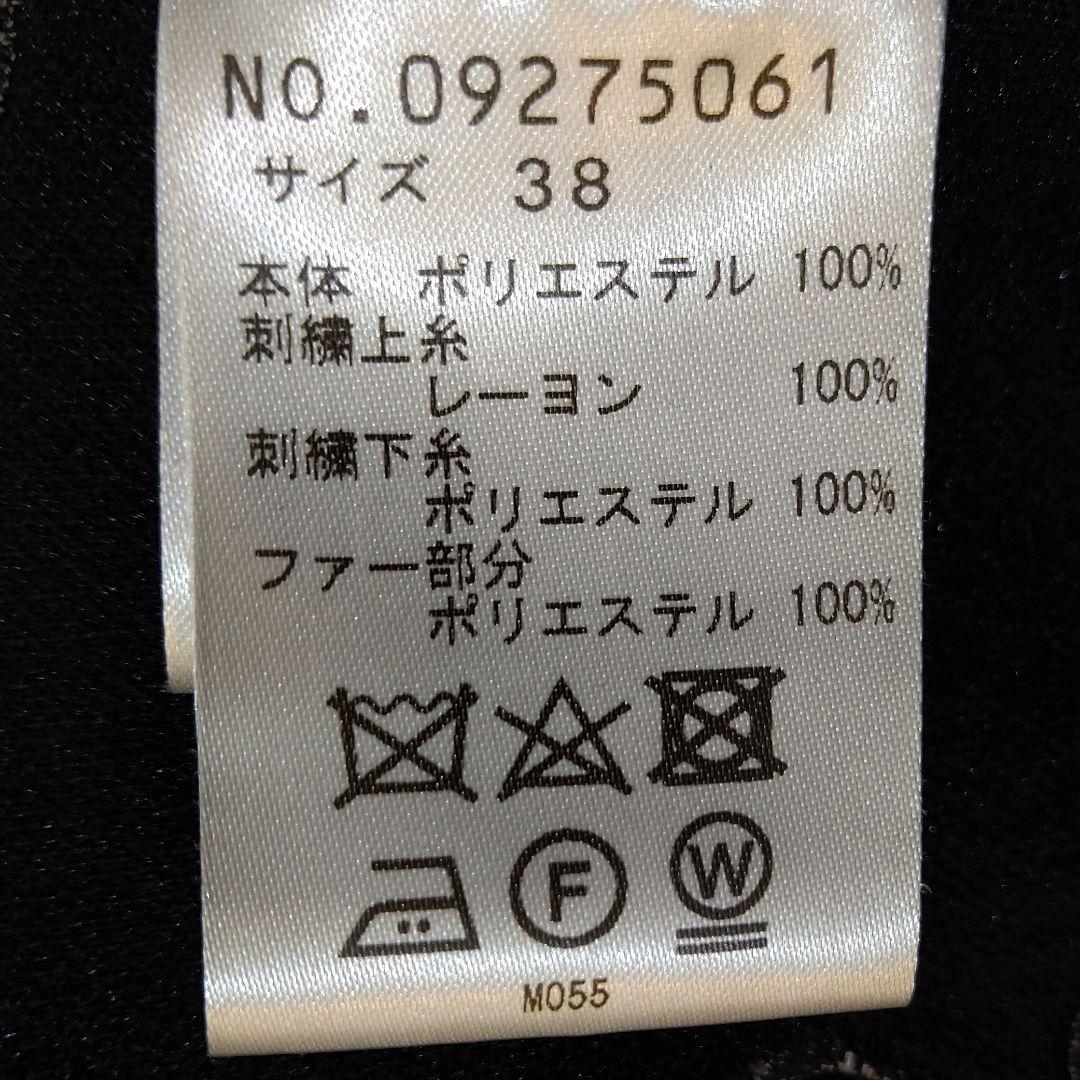 NO.09275061
サイズ 38
本体 ポリエステル 100%
刺繍上糸
レーヨン 100%
刺繍下糸
ポリエステル 100%
ファー部分
ポリエステル 100%
F W
M055